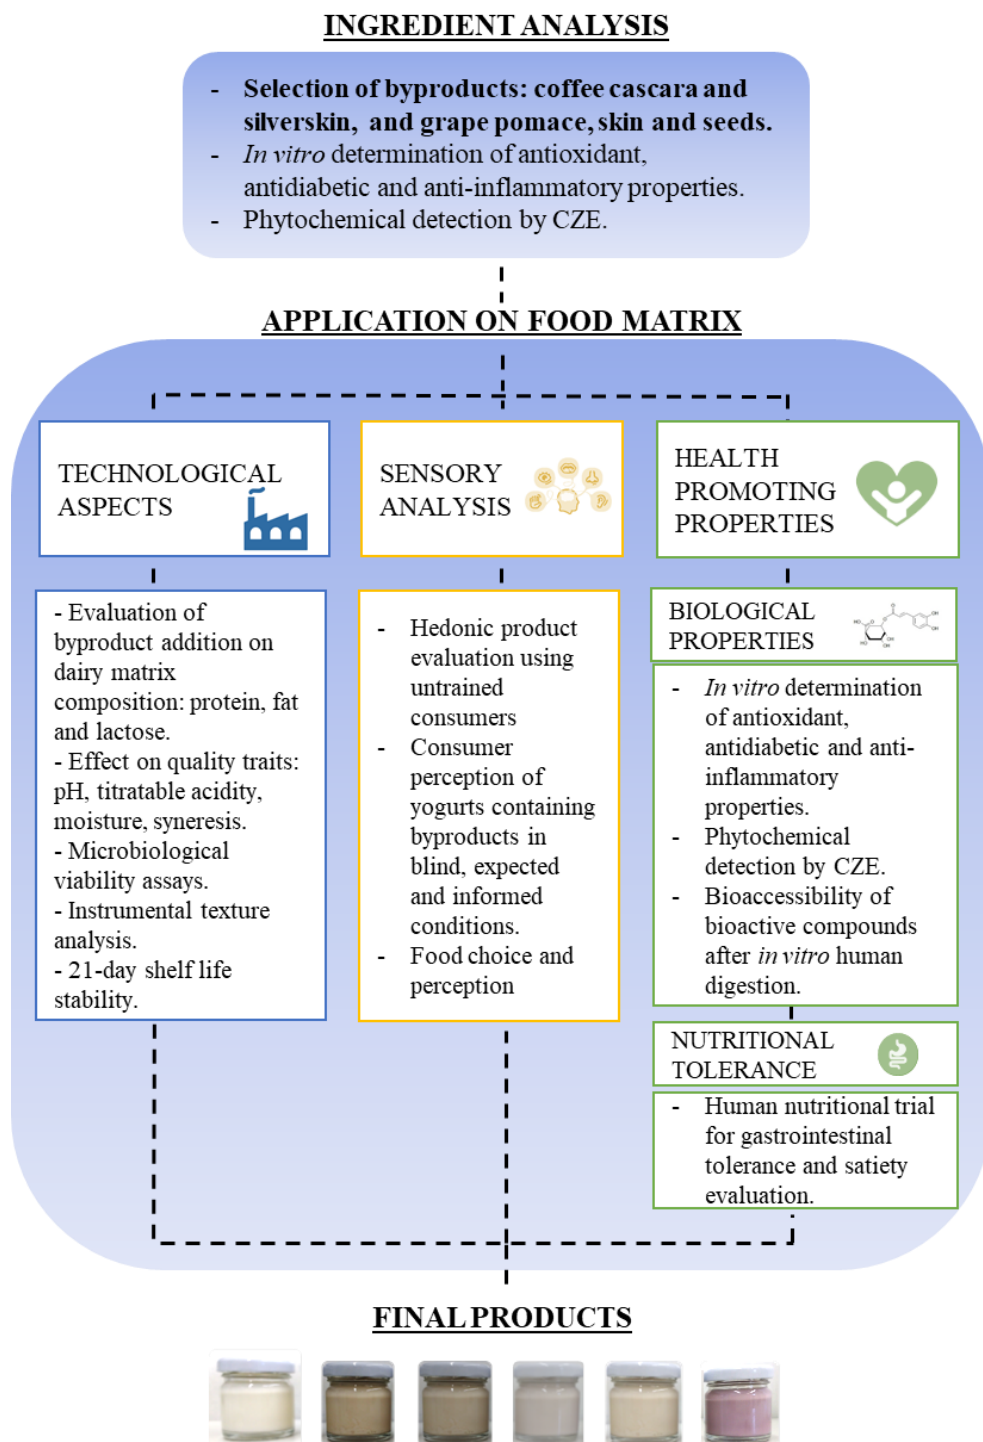 INGREDIENT ANALYSIS
- Selection of byproducts: coffee cascara and
silverskin, and grape pomace, skin and seeds.
- In vitro determination of antioxidant,
antidiabetic and anti-inflammatory properties.
- Phytochemical detection by CZE.
APPLICATION ON FOOD MATRIX
TECHNOLOGICAL
ASPECTS
- Evaluation of
byproduct addition on
dairy matrix
composition: protein, fat
and lactose.
- Effect on quality traits:
pH, titratable acidity,
moisture, syneresis.
- Microbiological
viability assays.
- Instrumental texture
analysis.
- 21-day shelf life
stability.
SENSORY
ANALYSIS
- Hedonic product
evaluation using
untrained
consumers
- Consumer
perception of
yogurts containing
byproducts in
blind, expected
and informed
conditions.
- Food choice and
perception
HEALTH
PROMOTING
PROPERTIES
BIOLOGICAL
PROPERTIES
- In vitro determination
of antioxidant,
antidiabetic and anti-
inflammatory
properties.
- Phytochemical
detection by CZE.
- Bioaccessibility of
bioactive compounds
after in vitro human
digestion.
NUTRITIONAL
TOLERANCE
- Human nutritional trial
for gastrointestinal
tolerance and satiety
evaluation.
FINAL PRODUCTS